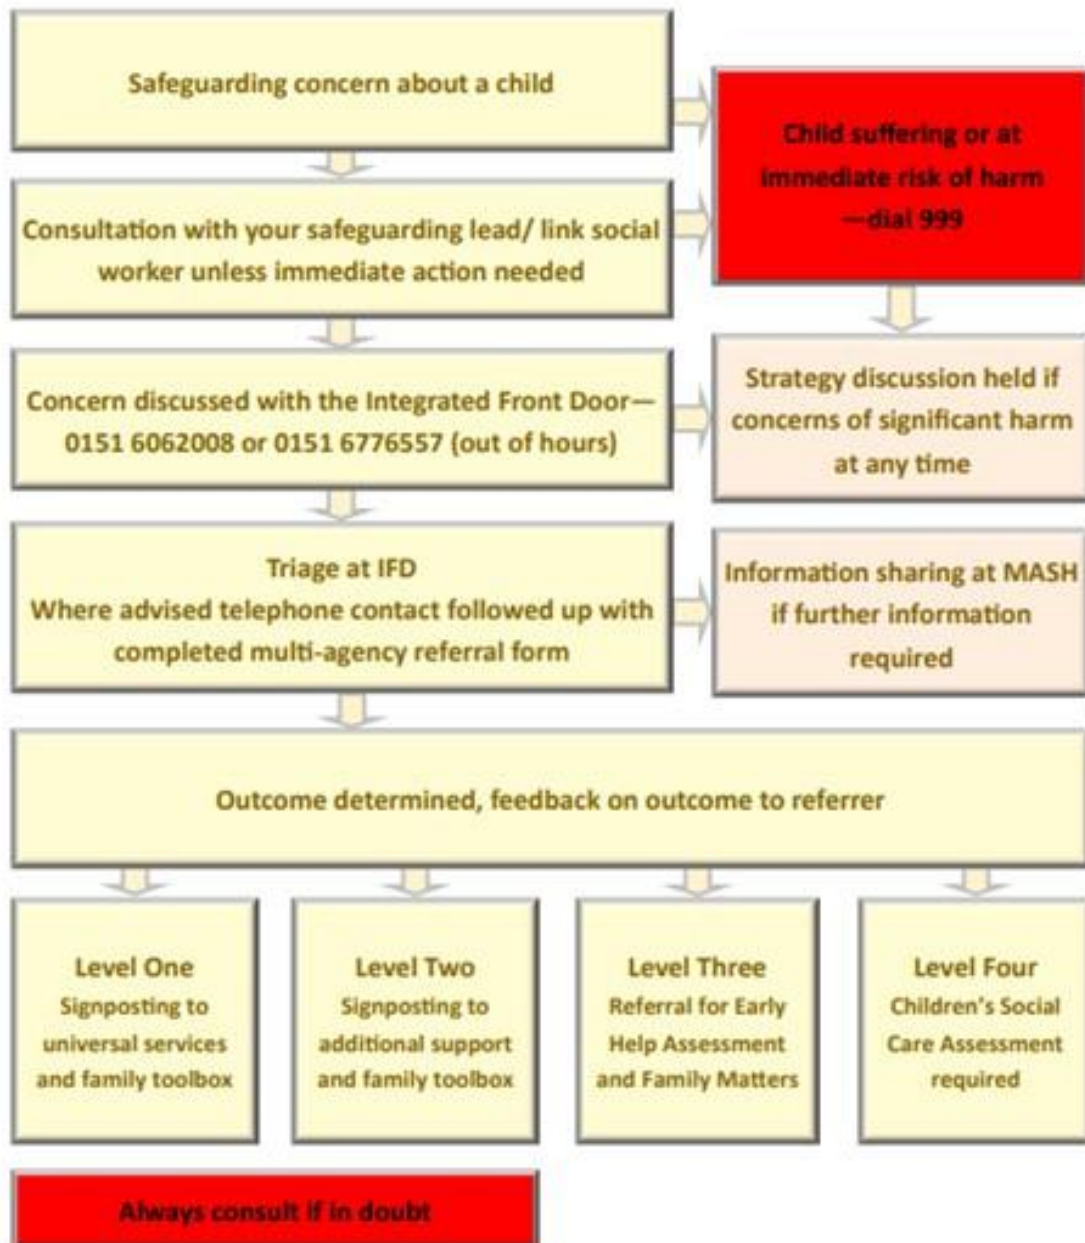 Safeguarding concern about a child
Child suffering or at
immediate risk of harm
—dial 999
Consultation with your safeguarding lead/ link social
worker unless immediate action needed
Concern discussed with the Integrated Front Door—
0151 6062008 or 0151 6776557 (out of hours)
Strategy discussion held if
concerns of significant harm
at any time
Triage at IFD
Where advised telephone contact followed up with
completed multi-agency referral form
Information sharing at MASH
if further information
required
Outcome determined, feedback on outcome to referrer
Level One
Signposting to
universal services
and family toolbox
Level Two
Signposting to
additional support
and family toolbox
Level Three
Referral for Early
Help Assessment
and Family Matters
Level Four
Children's Social
Care Assessment
required
Always consult if in doubt